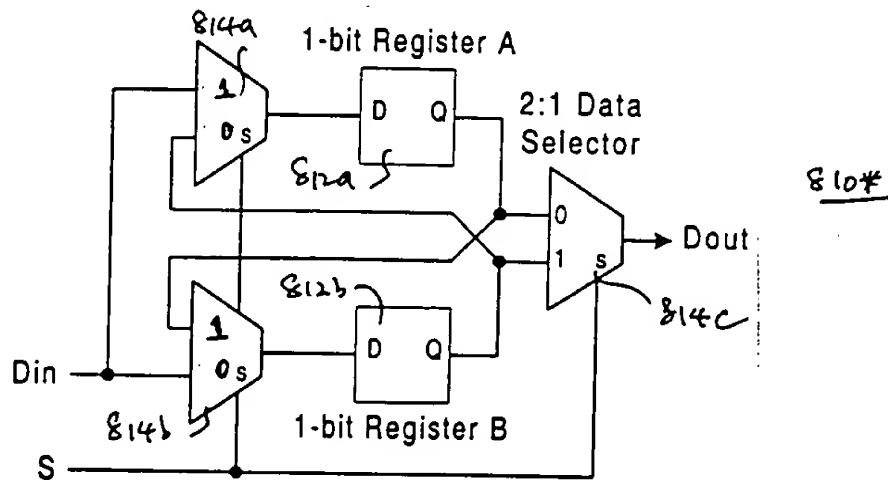 814a
1-bit Register A
1
0 s
D Q
812a
2:1 Data
Selector
810*
0
1
s
Dout
814c
812b
1
0 s
D Q
Din
814b
1-bit Register B
S